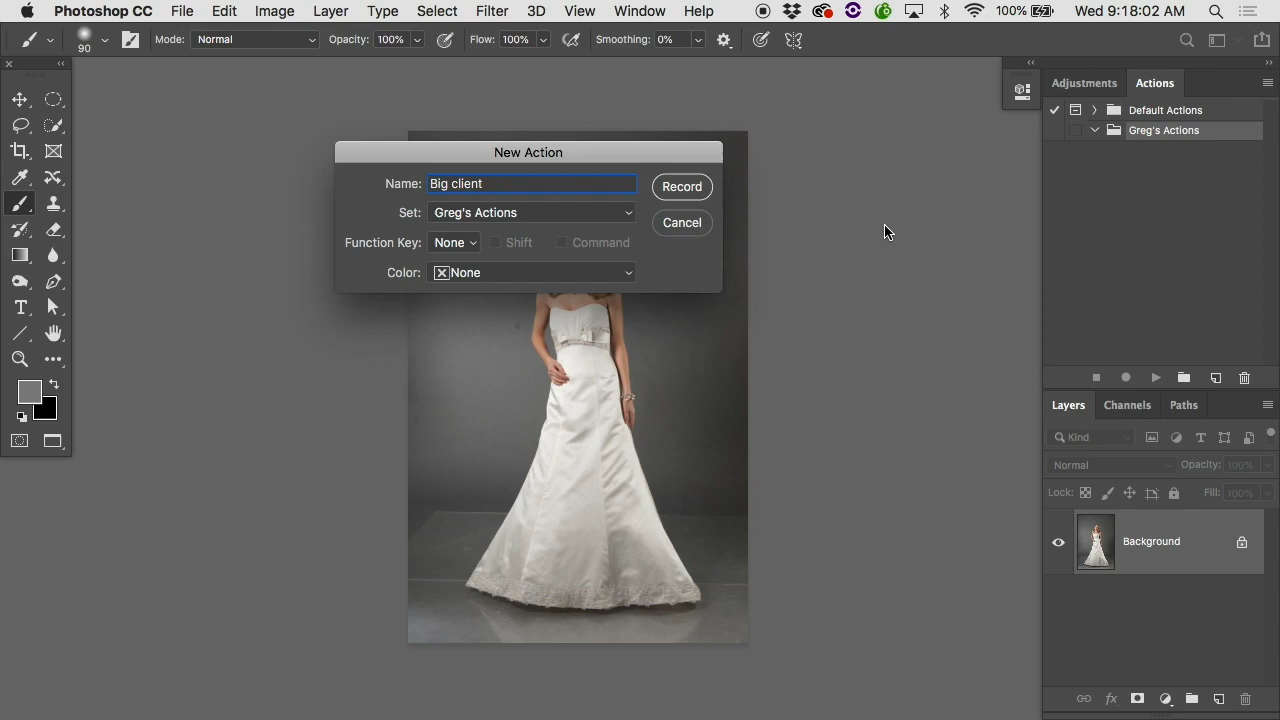 Photoshop CC File Edit Image Layer Type Select Filter 3D View Window Help 100% Wed 9:18:02 AM
90 Mode: Normal Opacity: 100% Flow: 100% Smoothing: 0%
Adjustments Actions
Default Actions
Greg's Actions
New Action
Name: Big client Record
Set: Greg's Actions Cancel
Function Key: None Shift Command
Color: None
Layers Channels Paths
Kind
Normal Opacity: 100%
Lock: Fill: 100%
Background
fx